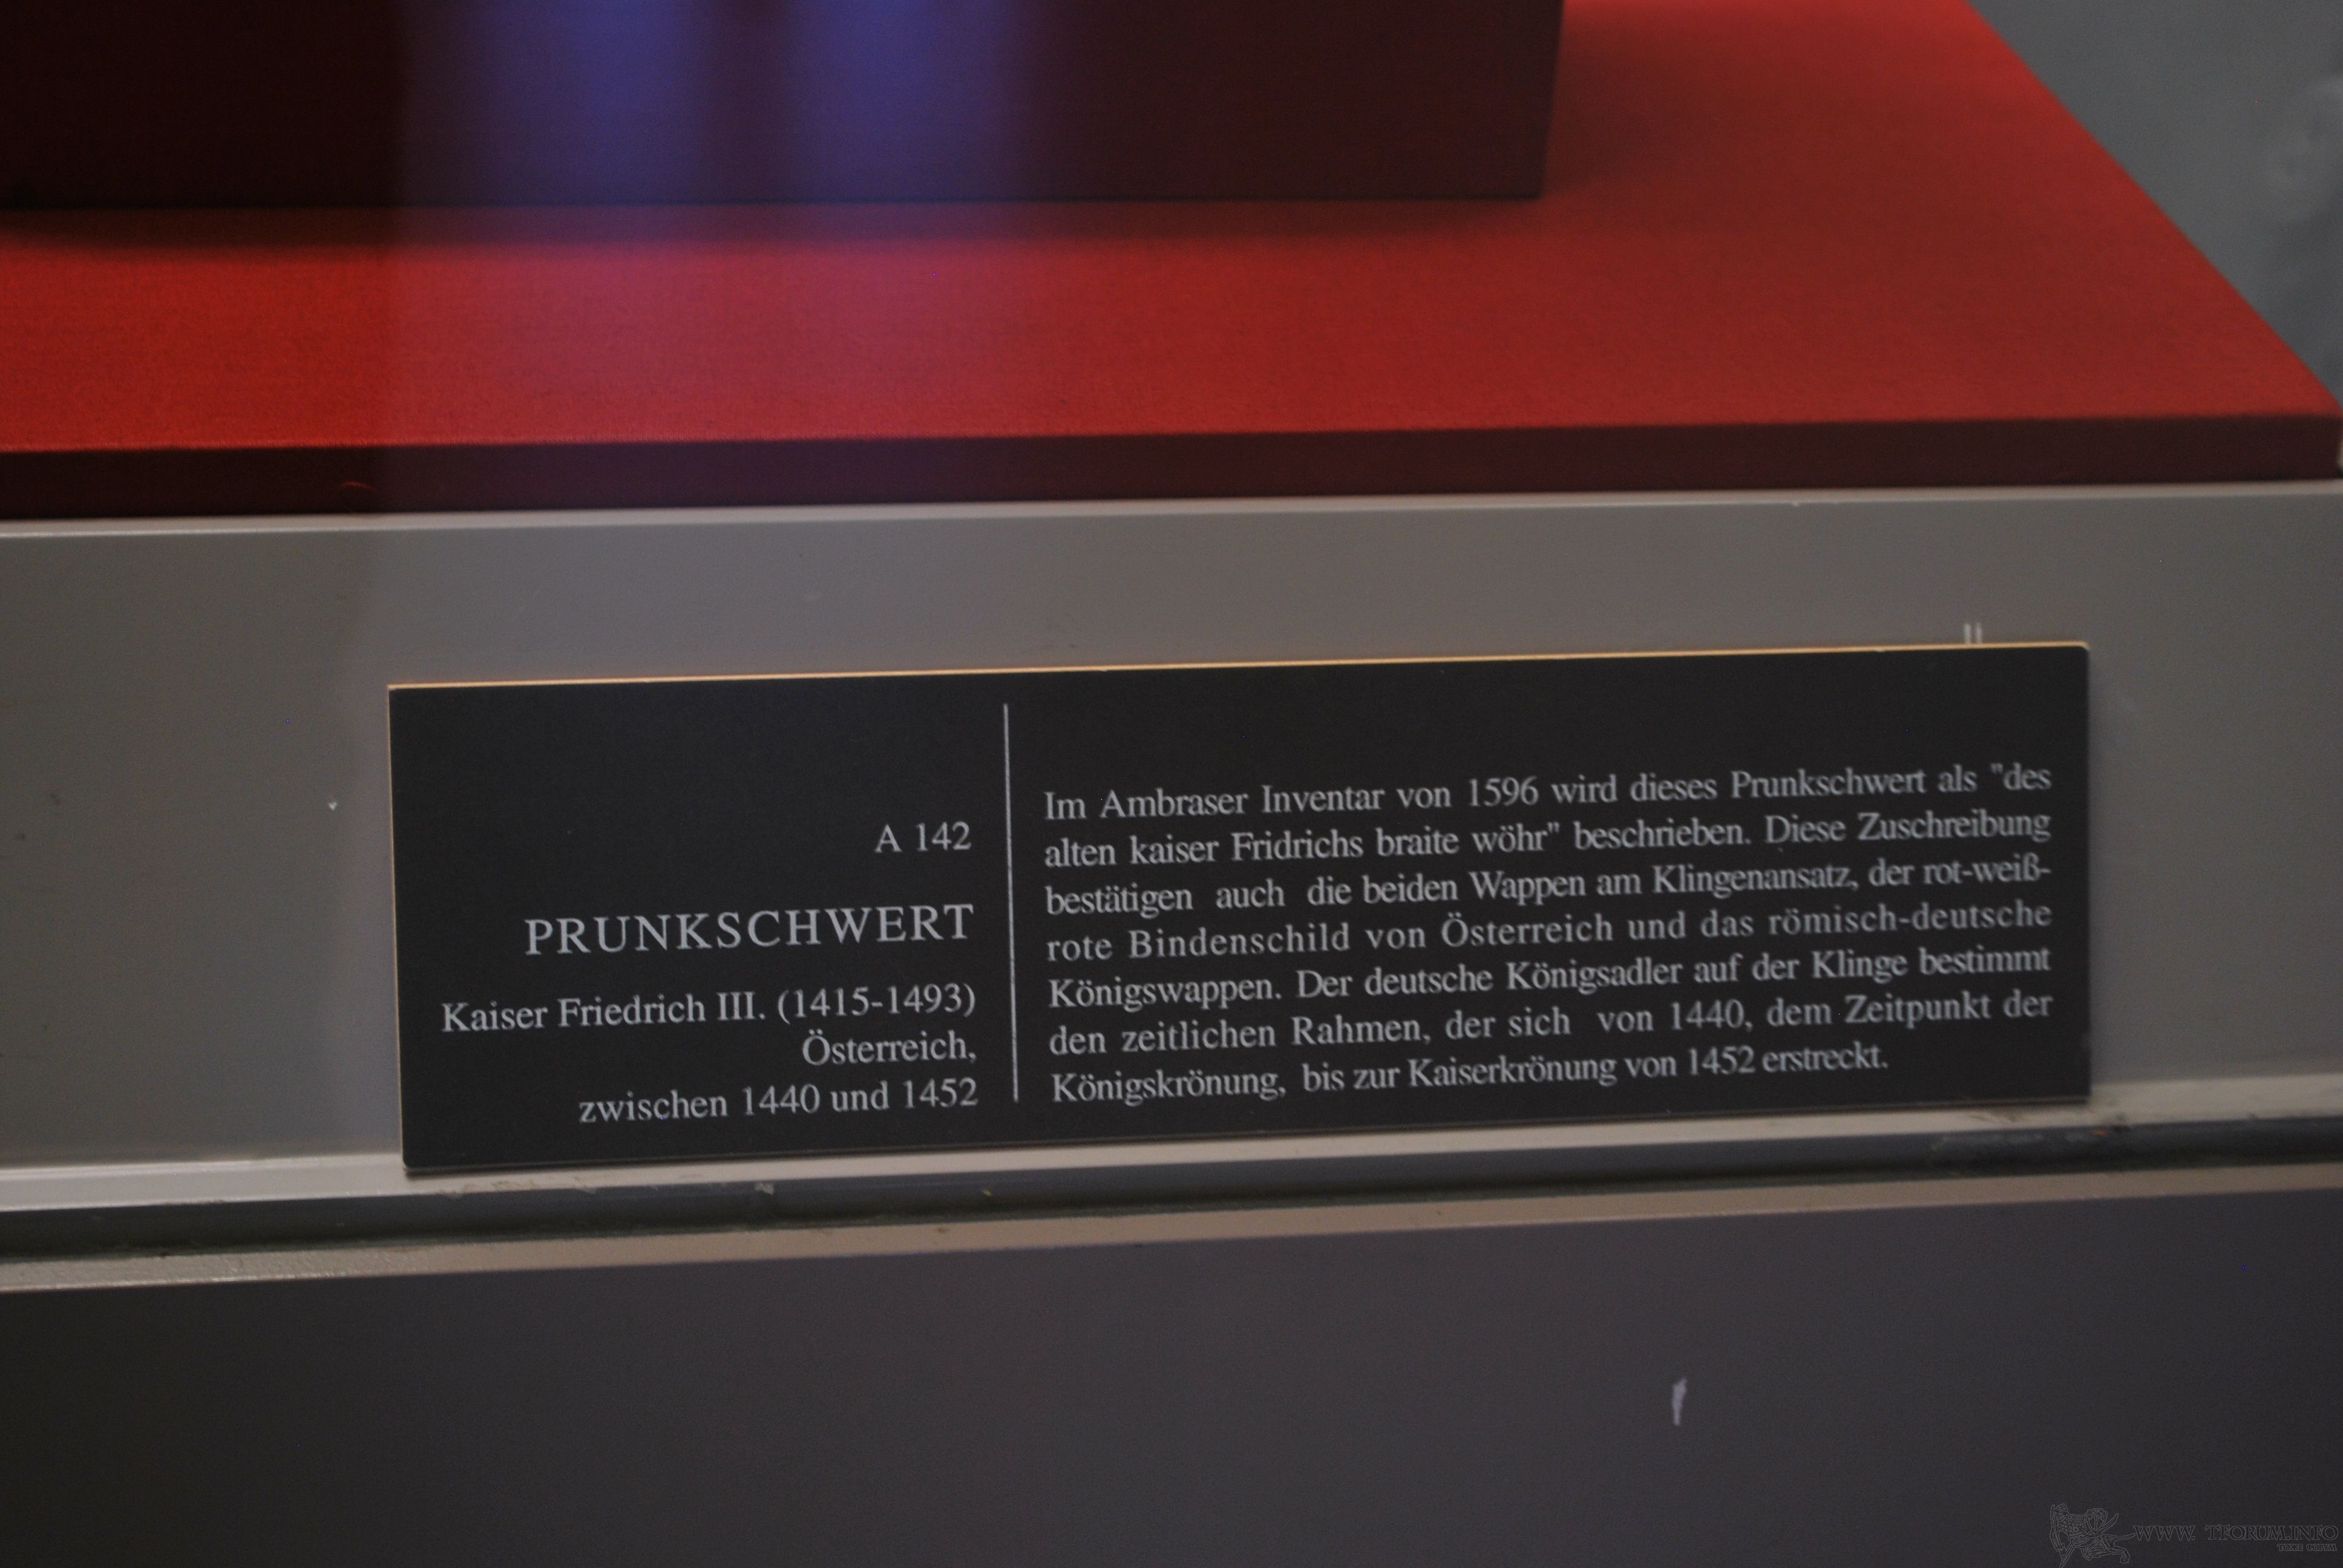 A 142
PRUNKSCHWERT
Kaiser Friedrich III. (1415-1493)
Österreich,
zwischen 1440 und 1452
Im Ambraser Inventar von 1596 wird dieses Prunkschwert als "des
alten kaiser Fridrichs braite wöhr" beschrieben. Diese Zuschreibung
bestätigen auch die beiden Wappen am Klingenansatz, der rot-weiß-
rote Bindenschild von Österreich und das römisch-deutsche
Königswappen. Der deutsche Königsadler auf der Klinge bestimmt
den zeitlichen Rahmen, der sich von 1440, dem Zeitpunkt der
Königskrönung, bis zur Kaiserkrönung von 1452 erstreckt.
WWW. TFORUM.INFO